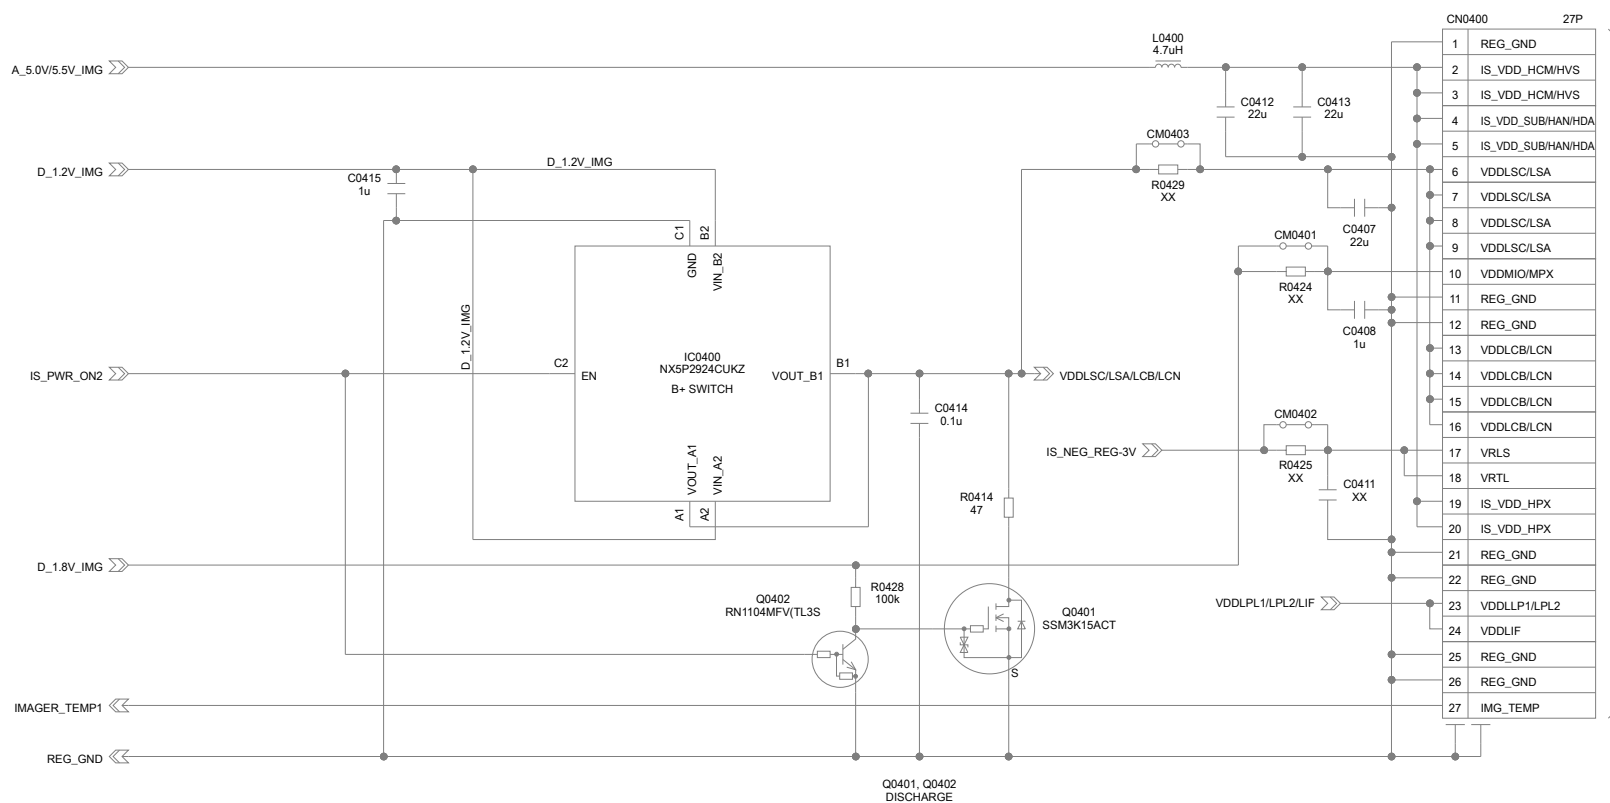 CN0400 27P
1 REG_GND
2 IS_VDD_HCM/HVS
3 IS_VDD_HCM/HVS
4 IS_VDD_SUB/HAN/HDA
5 IS_VDD_SUB/HAN/HDA
6 VDDLSC/LSA
7 VDDLSC/LSA
8 VDDLSC/LSA
9 VDDLSC/LSA
10 VDDMIO/MPX
11 REG_GND
12 REG_GND
13 VDDLCB/LCN
14 VDDLCB/LCN
15 VDDLCB/LCN
16 VDDLCB/LCN
17 VRLS
18 VRTL
19 IS_VDD_HPX
20 IS_VDD_HPX
21 REG_GND
22 REG_GND
23 VDDLLP1/LPL2
24 VDDLIF
25 REG_GND
26 REG_GND
27 IMG_TEMP
A_5.0V/5.5V_IMG
L0400
4.7uH
C0412
22u
C0413
22u
CM0403
R0429
XX
D_1.2V_IMG
D_1.2V_IMG
C0415
1u
C0407
22u
C1
B2
GND
VIN_B2
CM0401
R0424
XX
C0408
1u
D_1.2V_IMG
IS_PWR_ON2
C2
EN
IC0400
NX5P2924CUKZ
B+ SWITCH
VOUT_B1
B1
VDDLSC/LSA/LCB/LCN
C0414
0.1u
CM0402
IS_NEG_REG-3V
R0425
XX
C0411
XX
VOUT_A1
VIN_A2
A1
A2
R0414
47
D_1.8V_IMG
R0428
100k
Q0402
RN1104MFV(TL3S
Q0401
SSM3K15ACT
S
VDDLPL1/LPL2/LIF
IMAGER_TEMP1
REG_GND
Q0401, Q0402
DISCHARGE